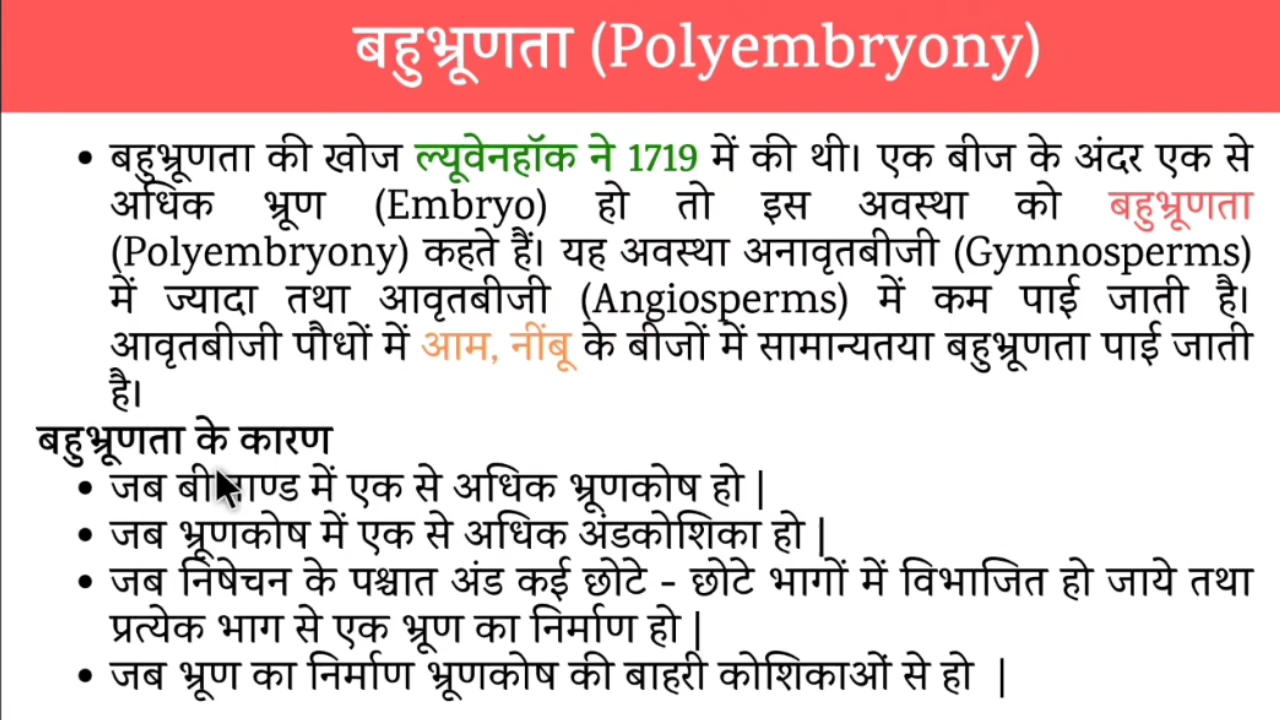 बहुभ्रूणता (Polyembryony)
• बहुभ्रूणता की खोज ल्यूवेनहॉक ने 1719 में की थी। एक बीज के अंदर एक से
अधिक भ्रूण (Embryo) हो तो इस अवस्था को बहुभ्रूणता
(Polyembryony) कहते हैं। यह अवस्था अनावृतबीजी (Gymnosperms)
में ज्यादा तथा आवृतबीजी (Angiosperms) में कम पाई जाती है।
आवृतबीजी पौधों में आम, नींबू के बीजों में सामान्यतया बहुभ्रूणता पाई जाती
है।
बहुभ्रूणता के कारण
• जब में एक से अधिक भ्रूणकोष हो |
• जब भ्रूणकोष में एक से अधिक अंडकोशिका हो |
• जब निषेचन के पश्चात अंड कई छोटे - छोटे भागों में विभाजित हो जाये तथा
प्रत्येक भाग से एक भ्रूण का निर्माण हो |
• जब भ्रूण का निर्माण भ्रूणकोष की बाहरी कोशिकाओं से हो |